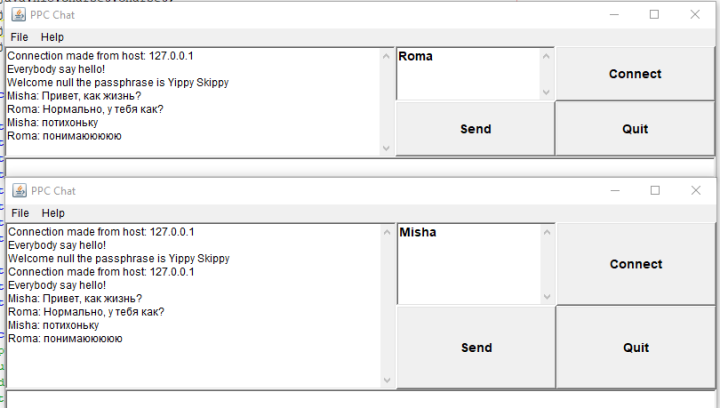 PPC Chat
File Help
Connection made from host: 127.0.0.1
Everybody say hello!
Welcome null the passphrase is Yippy Skippy
Misha: Привет, как жизнь?
Roma: Нормально, у тебя как?
Misha: потихоньку
Roma: понимаюююю
Roma
Connect
Send
Quit
PPC Chat
File Help
Connection made from host: 127.0.0.1
Everybody say hello!
Welcome null the passphrase is Yippy Skippy
Connection made from host: 127.0.0.1
Everybody say hello!
Misha: Привет, как жизнь?
Roma: Нормально, у тебя как?
Misha: потихоньку
Roma: понимаюююю
Misha
Connect
Send
Quit